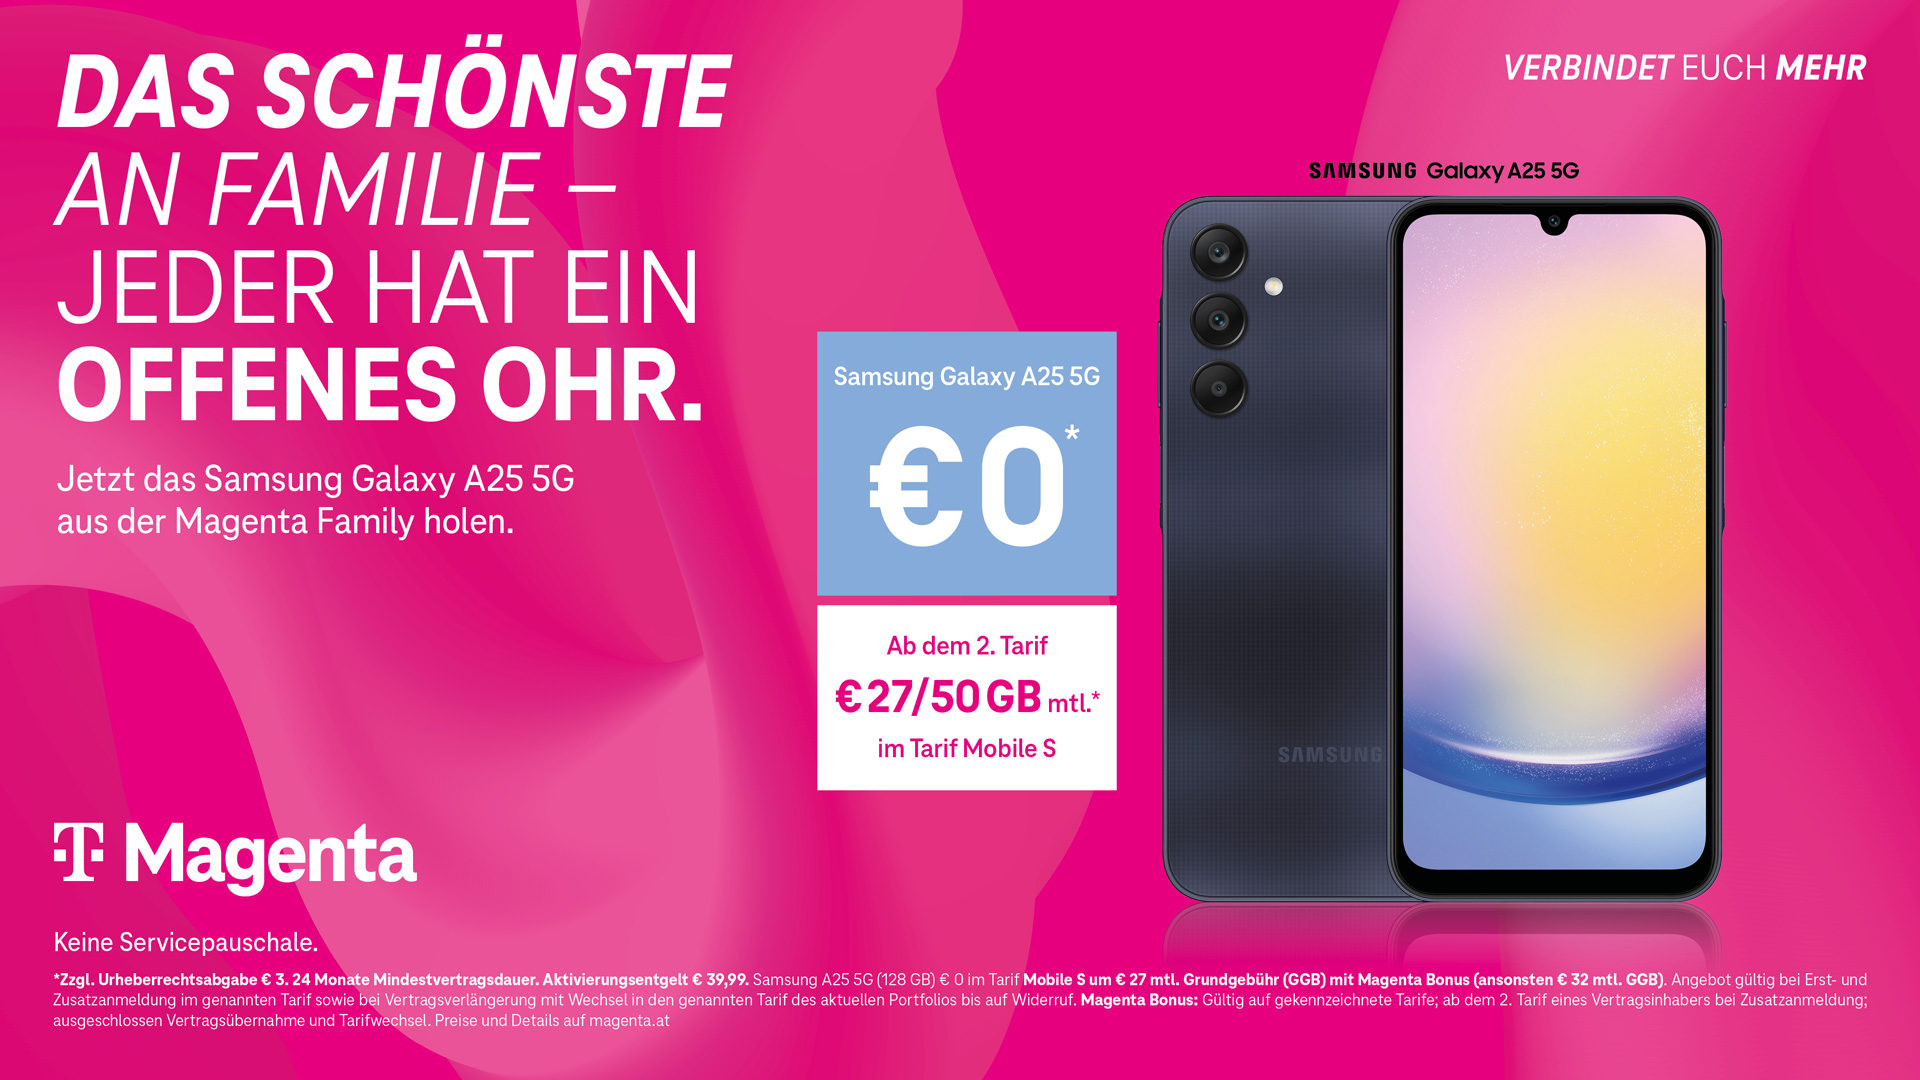 DAS SCHÖNSTE
AN FAMILIE –
JEDER HAT EIN
OFFENES OHR.
Jetzt das Samsung Galaxy A25 5G
aus der Magenta Family holen.
VERBINDET EUCH MEHR
SAMSUNG Galaxy A25 5G
Samsung Galaxy A25 5G
€0*
Ab dem 2. Tarif
€ 27/50 GB mtl.*
im Tarif Mobile S
SAMSUNG
T Magenta
Keine Servicepauschale.
*Zzgl. Urheberrechtsabgabe € 3. 24 Monate Mindestvertragsdauer. Aktivierungsentgelt € 39,99. Samsung A25 5G (128 GB) € 0 im Tarif Mobile S um € 27 mtl. Grundgebühr (GGB) mit Magenta Bonus (ansonsten € 32 mtl. GGB). Angebot gültig bei Erst- und
Zusatzanmeldung im genannten Tarif sowie bei Vertragsverlängerung mit Wechsel in den genannten Tarif des aktuellen Portfolios bis auf Widerruf. Magenta Bonus: Gültig auf gekennzeichnete Tarife; ab dem 2. Tarif eines Vertragsinhabers bei Zusatzanmeldung;
ausgeschlossen Vertragsübernahme und Tarifwechsel. Preise und Details auf magenta.at